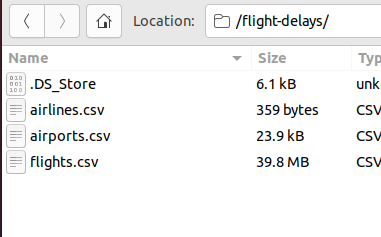 Location: /flight-delays/
Name Size Ty
.DS_Store 6.1 kB unk
airlines.csv 359 bytes CSV
airports.csv 23.9 kB CSV
flights.csv 39.8 MB CSV